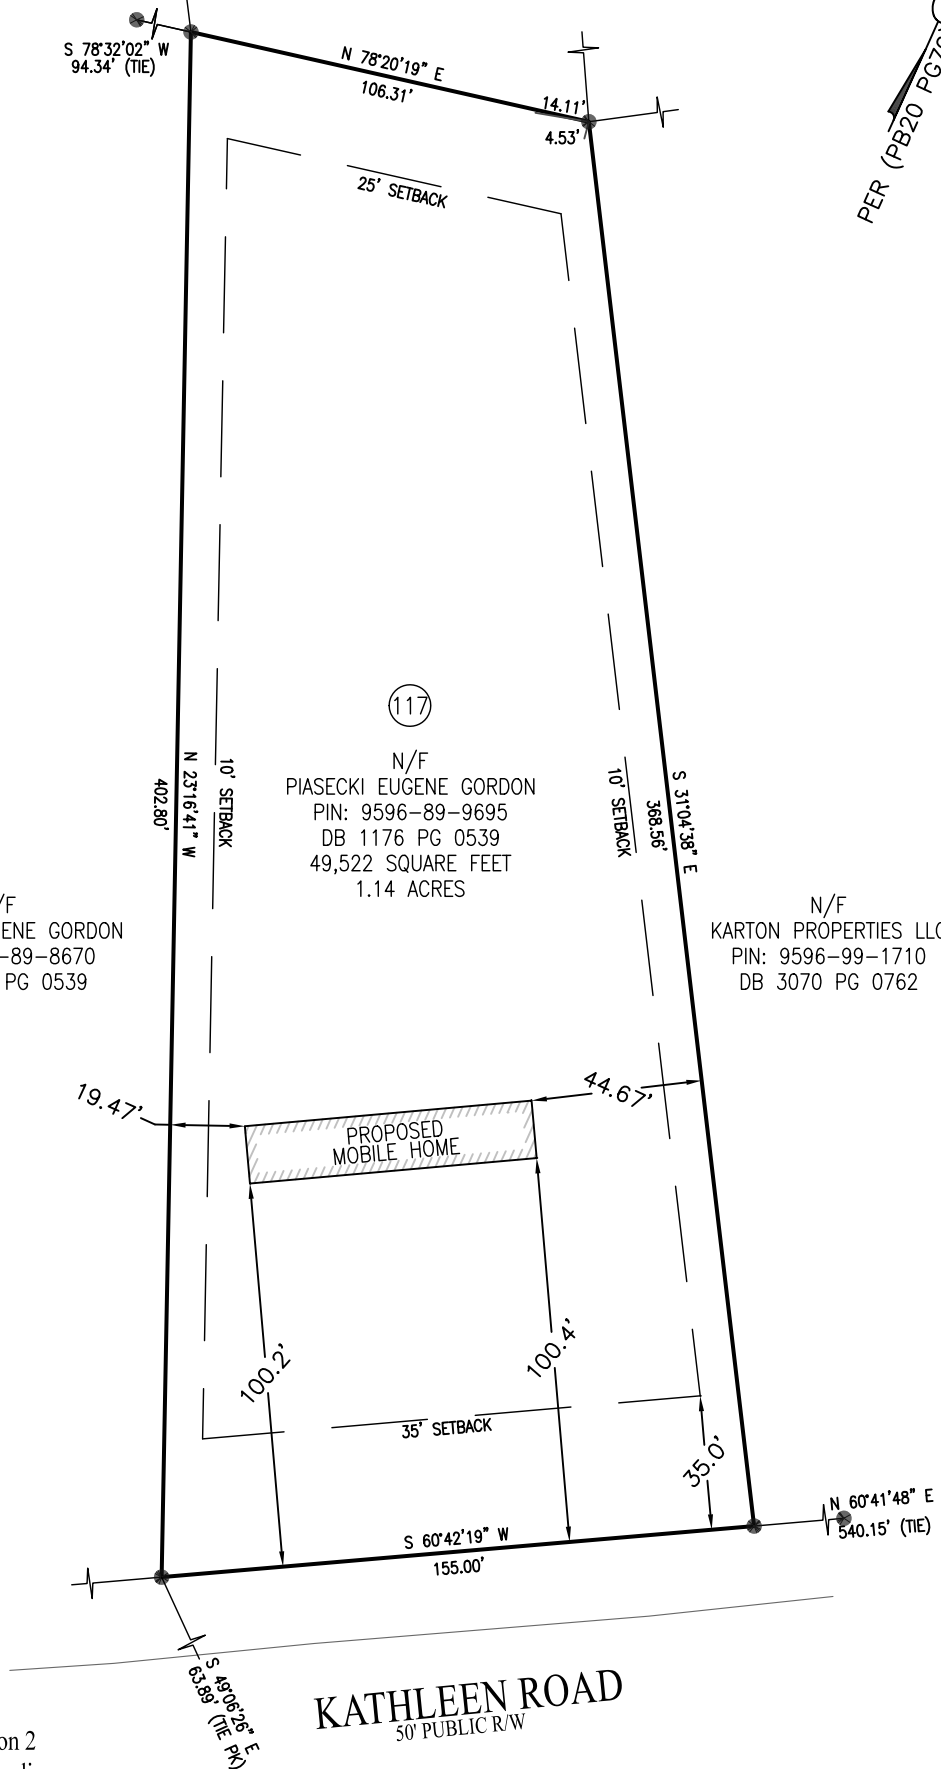 S 78°32'02" W
94.34' (TIE)
N 78°20'19" E
106.31'
14.11'
4.53'
PER (PB20 PG79
25' SETBACK
117
N/F
PIASECKI EUGENE GORDON
PIN: 9596-89-9695
DB 1176 PG 0539
49,522 SQUARE FEET
1.14 ACRES
N 23°16'41" W
402.80'
10' SETBACK
10' SETBACK
S 31°04'38" E
368.56'
/F
ENE GORDON
-89-8670
PG 0539
N/F
KARTON PROPERTIES LLC
PIN: 9596-99-1710
DB 3070 PG 0762
19.47'
44.67'
PROPOSED
MOBILE HOME
100.2'
100.4'
35' SETBACK
35.0'
S 60°42'19" W
155.00'
N 60°41'48" E
540.15' (TIE)
S 49°06'26" E
63.89' (TIE PK)
KATHLEEN ROAD
50' PUBLIC R/W
on 2